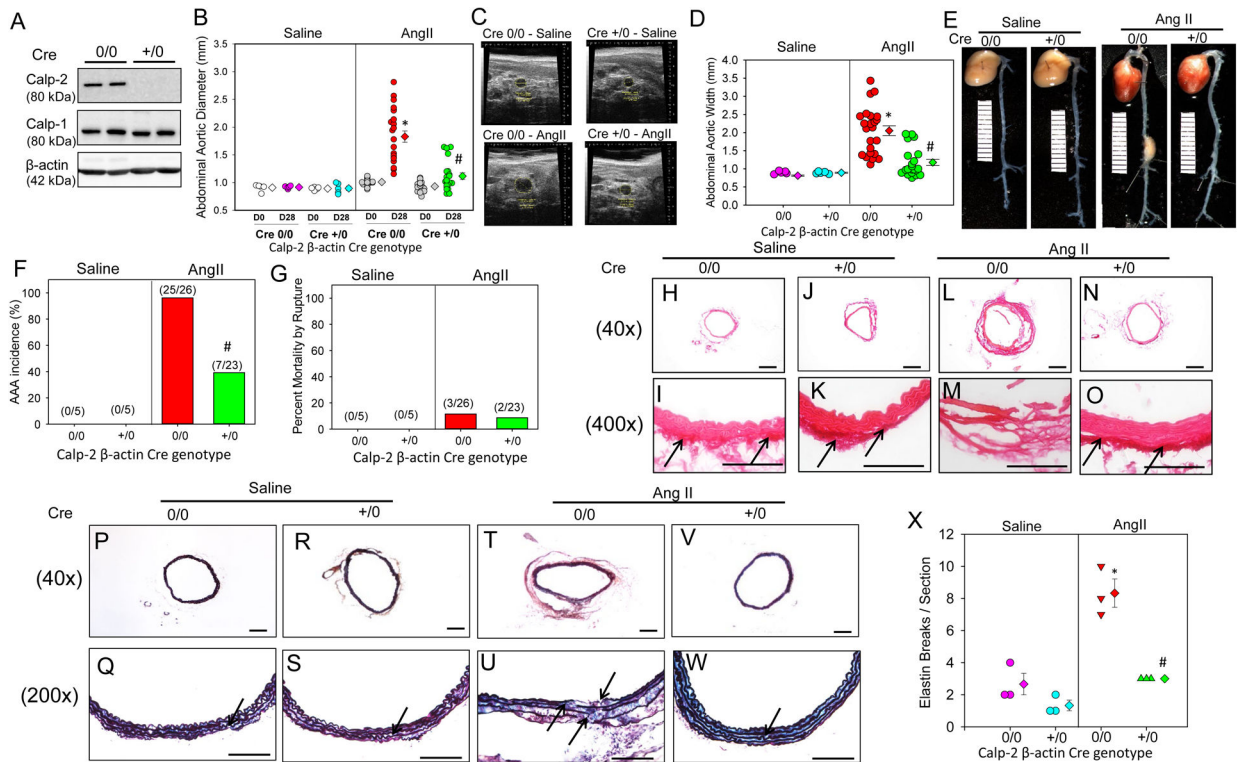 A
Cre
0/0
+/0
Calp-2
(80 kDa)
Calp-1
(80 kDa)
β-actin
(42 kDa)
B
Saline
AngII
Abdominal Aortic Diameter (mm)
3.0
2.5
2.0
1.5
1.0
0.5
*
#
D0 D28 D0 D28 D0 D28 D0 D28
Cre 0/0 Cre +/0 Cre 0/0 Cre +/0
Calp-2 β-actin Cre genotype
C
Cre 0/0 - Saline
Cre +/0 - Saline
Cre 0/0 - AngII
Cre +/0 - AngII
D
Saline
AngII
Abdominal Aortic Width (mm)
4.0
3.5
3.0
2.5
2.0
1.5
1.0
0.5
0.0
*
#
0/0 +/0 0/0 +/0
Calp-2 β-actin Cre genotype
E
Saline
Ang II
Cre 0/0 +/0 0/0 +/0
F
Saline
AngII
AAA incidence (%)
100
80
60
40
20
0
(0/5)
(0/5)
(25/26)
#
(7/23)
0/0 +/0 0/0 +/0
Calp-2 β-actin Cre genotype
G
Saline
AngII
Percent Mortality by Rupture
100
80
60
40
20
0
(0/5)
(0/5)
(3/26)
(2/23)
0/0 +/0 0/0 +/0
Calp-2 β-actin Cre genotype
Saline
Ang II
Cre
0/0 +/0 0/0 +/0
(40x)
H J L N
(400x)
I K M O
Saline
Ang II
Cre 0/0 +/0 0/0 +/0
(40x)
P R T V
(200x)
Q S U W
X
Saline
AngII
Elastin Breaks / Section
12
10
8
6
4
2
0
*
#
0/0 +/0 0/0 +/0
Calp-2 β-actin Cre genotype